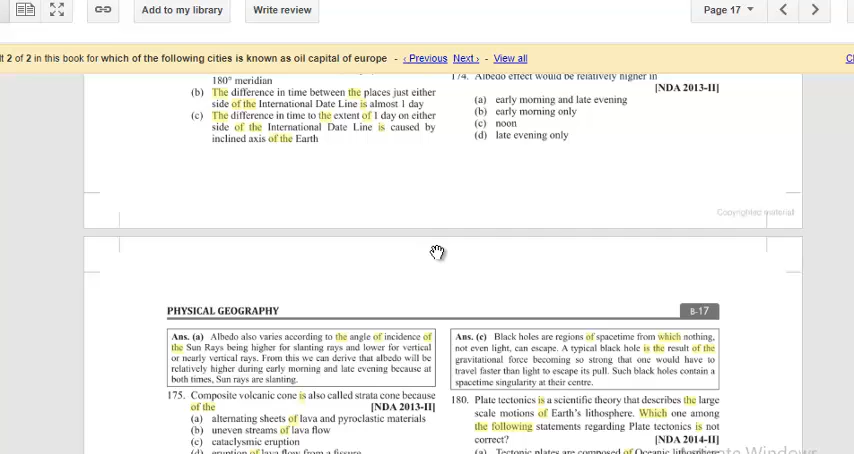 Add to my library
Write review
Page 17
2 of 2 in this book for which of the following cities is known as oil capital of europe - ‹ Previous Next › - View all
180° meridian
(b) The difference in time between the places just either
side of the International Date Line is almost 1 day
(c) The difference in time to the extent of 1 day on either
side of the International Date Line is caused by
inclined axis of the Earth
174. Albedo effect would be relatively higher in
[NDA 2013-II]
(a) early morning and late evening
(b) early morning only
(c) noon
(d) late evening only
Copyrighted material
PHYSICAL GEOGRAPHY
B-17
Ans. (a) Albedo also varies according to the angle of incidence of
the Sun Rays being higher for slanting rays and lower for vertical
or nearly vertical rays. From this we can derive that albedo will be
relatively higher during early morning and late evening because at
both times, Sun rays are slanting.
175. Composite volcanic cone is also called strata cone because
of the [NDA 2013-II]
(a) alternating sheets of lava and pyroclastic materials
(b) uneven streams of lava flow
(c) cataclysmic eruption
(d) eruption of lava flow from a fissure
Ans. (c) Black holes are regions of spacetime from which nothing,
not even light, can escape. A typical black hole is the result of the
gravitational force becoming so strong that one would have to
travel faster than light to escape its pull. Such black holes contain a
spacetime singularity at their centre.
180. Plate tectonics is a scientific theory that describes the large
scale motions of Earth's lithosphere. Which one among
the following statements regarding Plate tectonics is not
correct? [NDA 2014-II]
(a) Tectonic plates are composed of Oceanic lithosphere
Windows